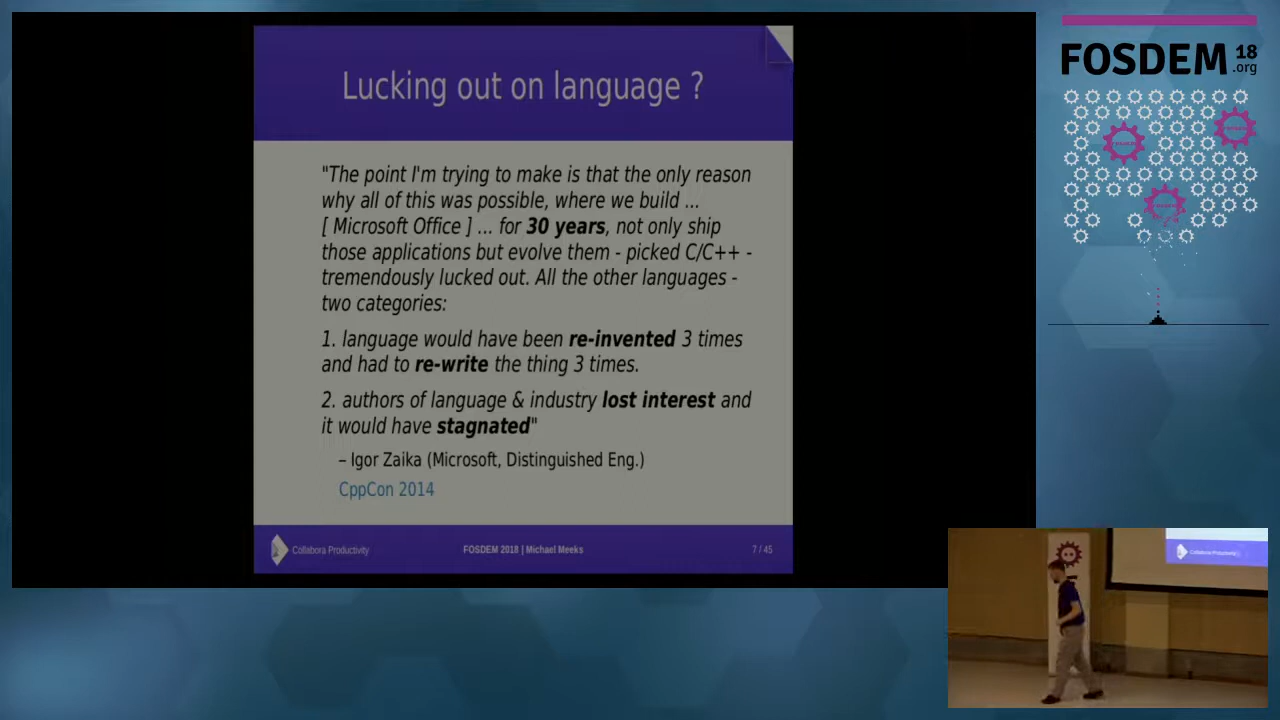 Lucking out on language ?
"The point I'm trying to make is that the only reason
why all of this was possible, where we build ...
[ Microsoft Office ] ... for 30 years, not only ship
those applications but evolve them - picked C/C++ -
tremendously lucked out. All the other languages -
two categories:
1. language would have been re-invented 3 times
and had to re-write the thing 3 times.
2. authors of language & industry lost interest and
it would have stagnated"
– Igor Zaika (Microsoft, Distinguished Eng.)
CppCon 2014
Collabora Productivity
FOSDEM 2018 | Michael Meeks
7 / 45
FOSDEM 18
.org
Collabora Productivity